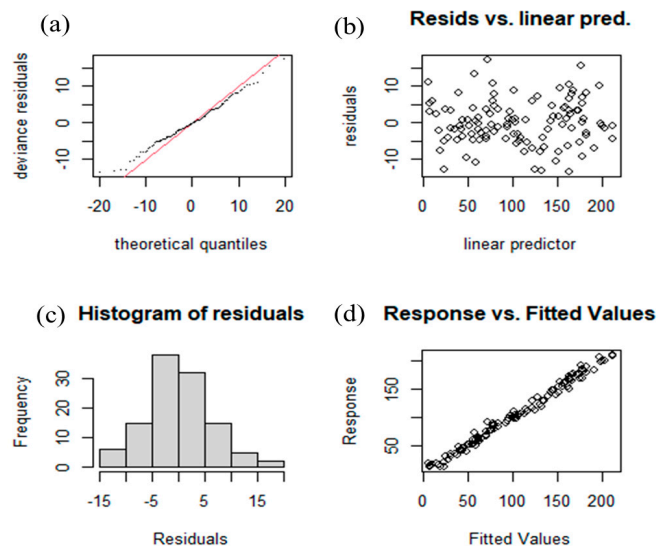 (a)
deviance residuals
-10 0 10
-20 -10 0 10 20
theoretical quantiles
(b)
Resids vs. linear pred.
residuals
-10 0 10
0 50 100 150 200
linear predictor
(c)
Histogram of residuals
Frequency
0 10 30
-15 -5 5 15
Residuals
(d)
Response vs. Fitted Values
Response
50 150
0 50 100 150 200
Fitted Values